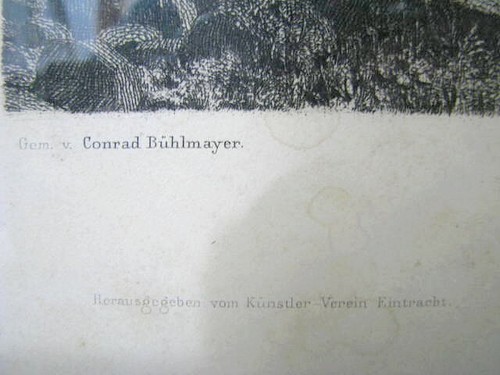 Gem. v. Conrad Bühlmayer.
Herausgegeben vom Künstler-Verein Eintracht.